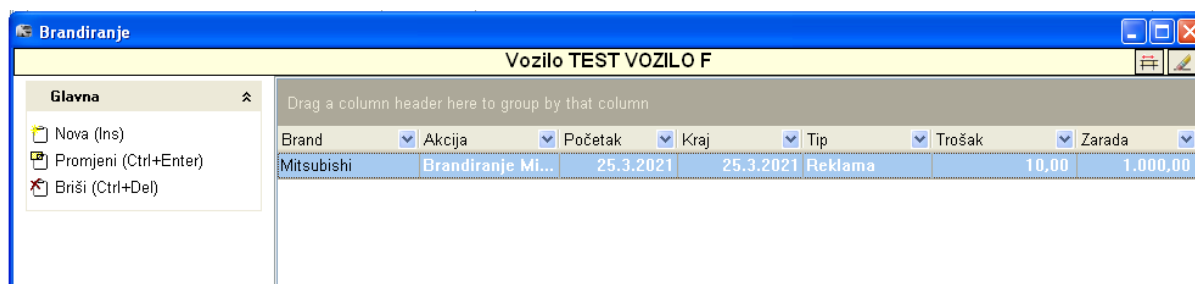 Brandiranje
Vozilo TEST VOZILO F
Glavna
Nova (Ins)
Promjeni (Ctrl+Enter)
Briši (Ctrl+Del)
Drag a column header here to group by that column
Brand Akcija Početak Kraj Tip Trošak Zarada
Mitsubishi Brandiranje Mi... 25.3.2021 25.3.2021 Reklama 10,00 1.000,00